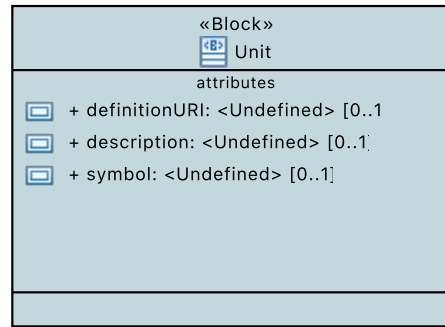 «Block»
<B> Unit
attributes
+ definitionURI: <Undefined> [0..1
+ description: <Undefined> [0..1]
+ symbol: <Undefined> [0..1]